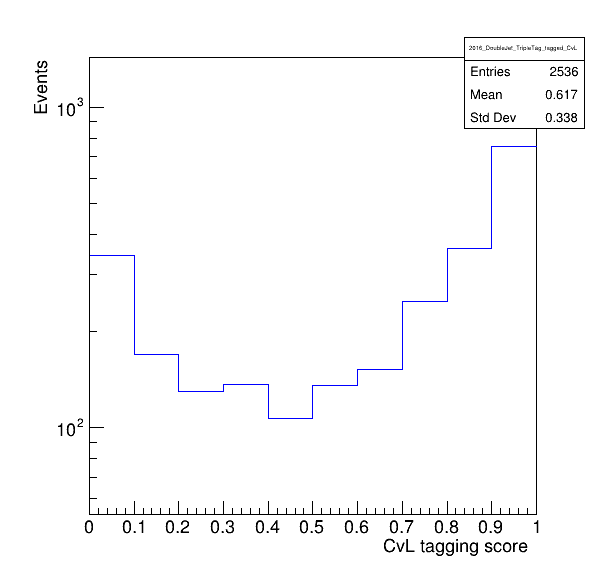 2016_DoubleJet_TripleTag_tagged_CvL
Entries 2536
Mean 0.617
Std Dev 0.338
Events
10^3
10^2
0 0.1 0.2 0.3 0.4 0.5 0.6 0.7 0.8 0.9 1
CvL tagging score